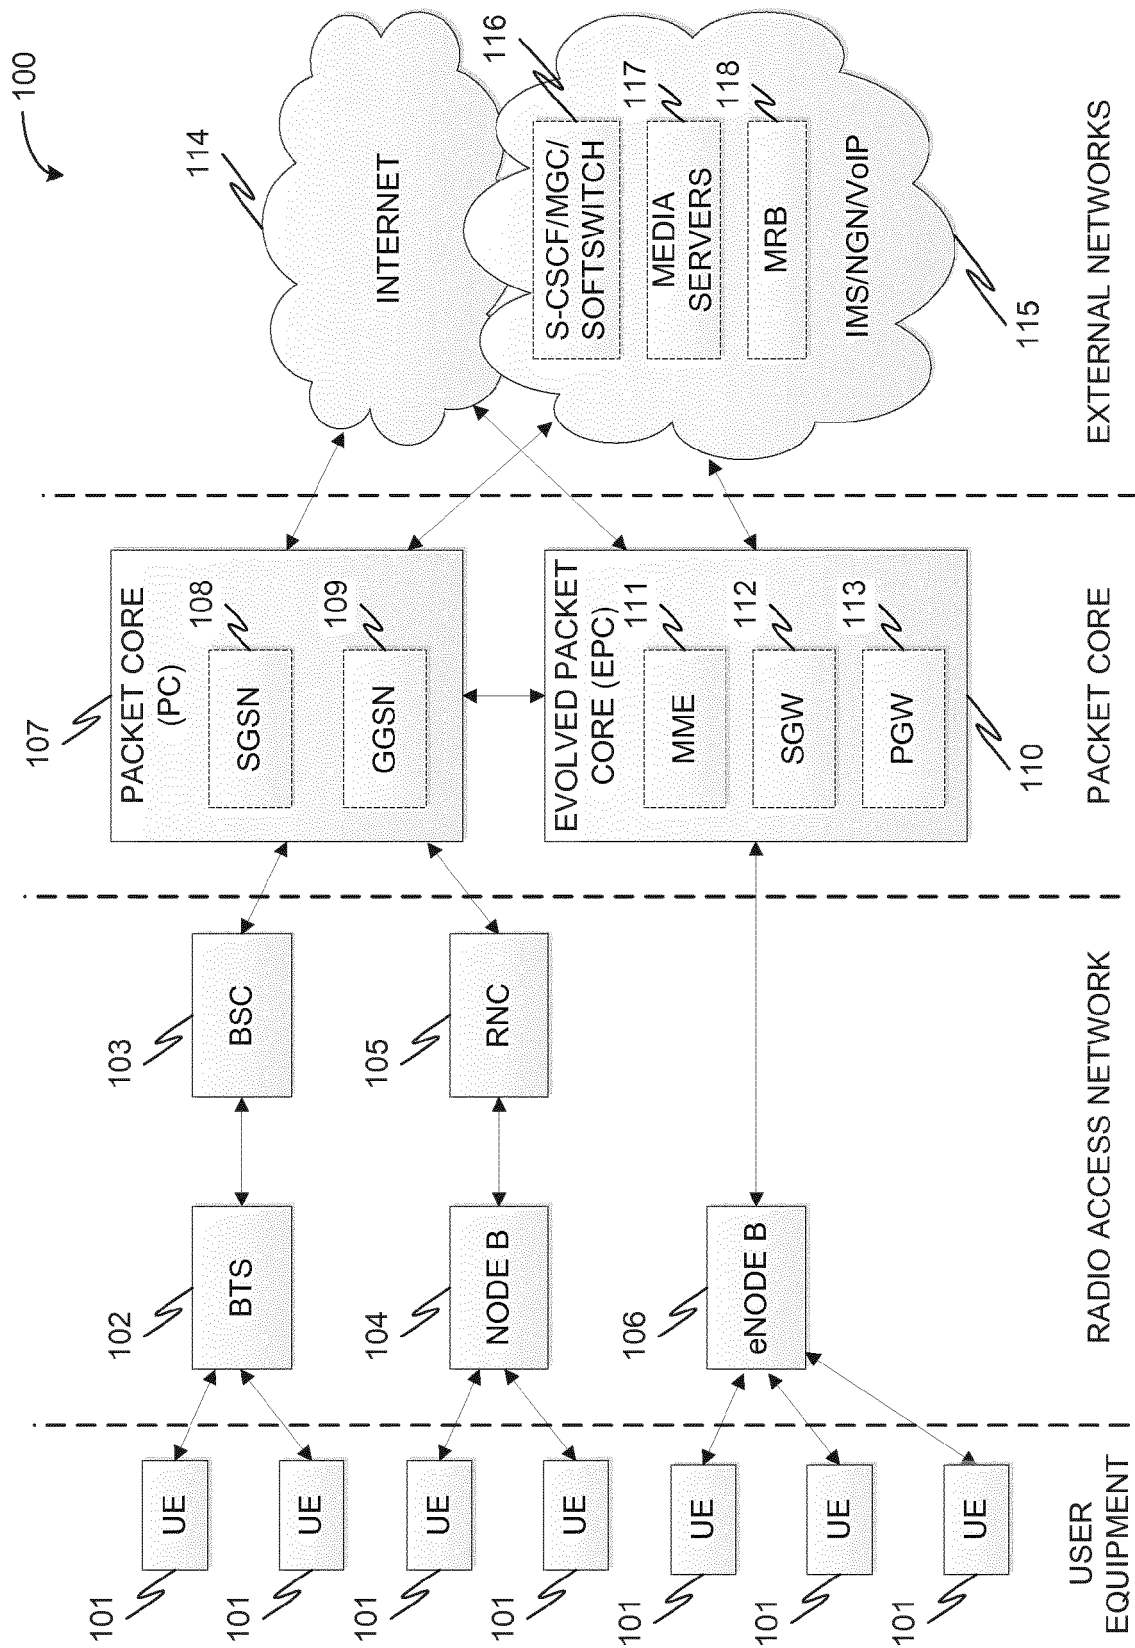 100
101
UE
101
UE
101
UE
101
UE
101
UE
101
UE
101
UE
USER
EQUIPMENT
102
BTS
103
BSC
104
NODE B
105
RNC
106
eNODE B
RADIO ACCESS NETWORK
107
PACKET CORE
(PC)
108
SGSN
109
GGSN
EVOLVED PACKET
CORE (EPC)
111
MME
112
SGW
113
PGW
110
PACKET CORE
114
INTERNET
116
S-CSCF/MGC/
SOFTSWITCH
117
MEDIA
SERVERS
118
MRB
IMS/NGN/VoIP
115
EXTERNAL NETWORKS